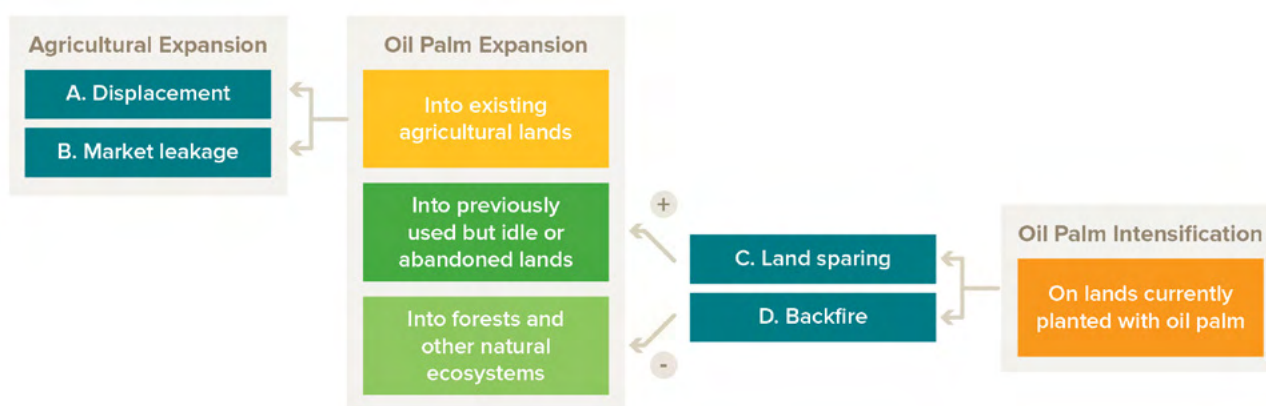 Agricultural Expansion
A. Displacement
B. Market leakage
Oil Palm Expansion
Into existing
agricultural lands
Into previously
used but idle or
abandoned lands
Into forests and
other natural
ecosystems
+
-
C. Land sparing
D. Backfire
Oil Palm Intensification
On lands currently
planted with oil palm